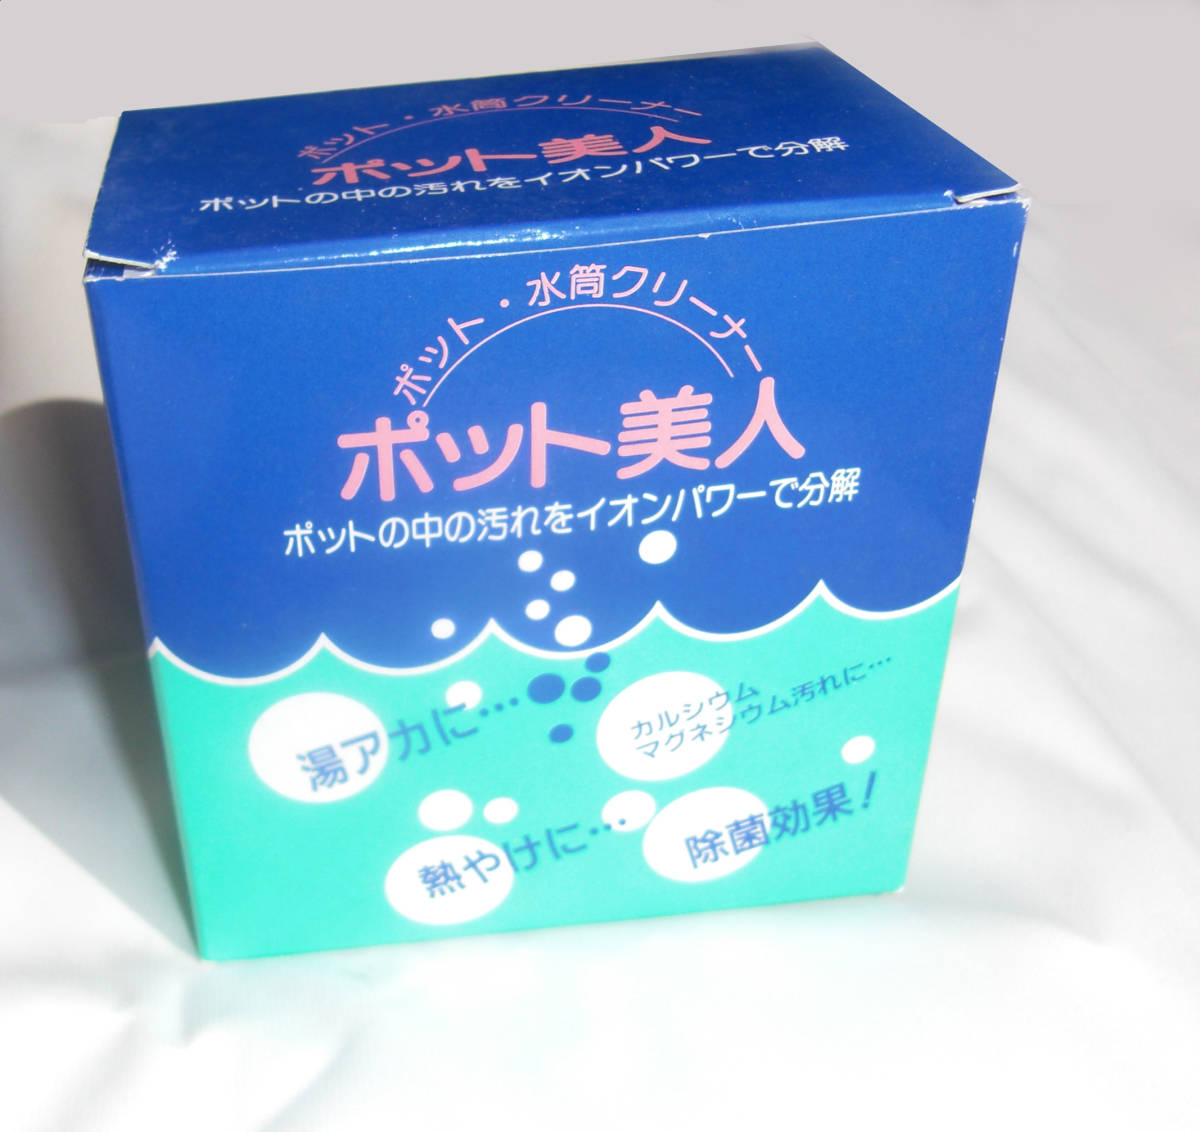 ポット・水筒クリーナー
ポット美人
ポットの中の汚れをイオンパワーで分解
ポット・水筒クリーナー
ポット美人
ポットの中の汚れをイオンパワーで分解
湯アカに…
カルシウム
マグネシウム汚れに…
熱やけに…
除菌効果!